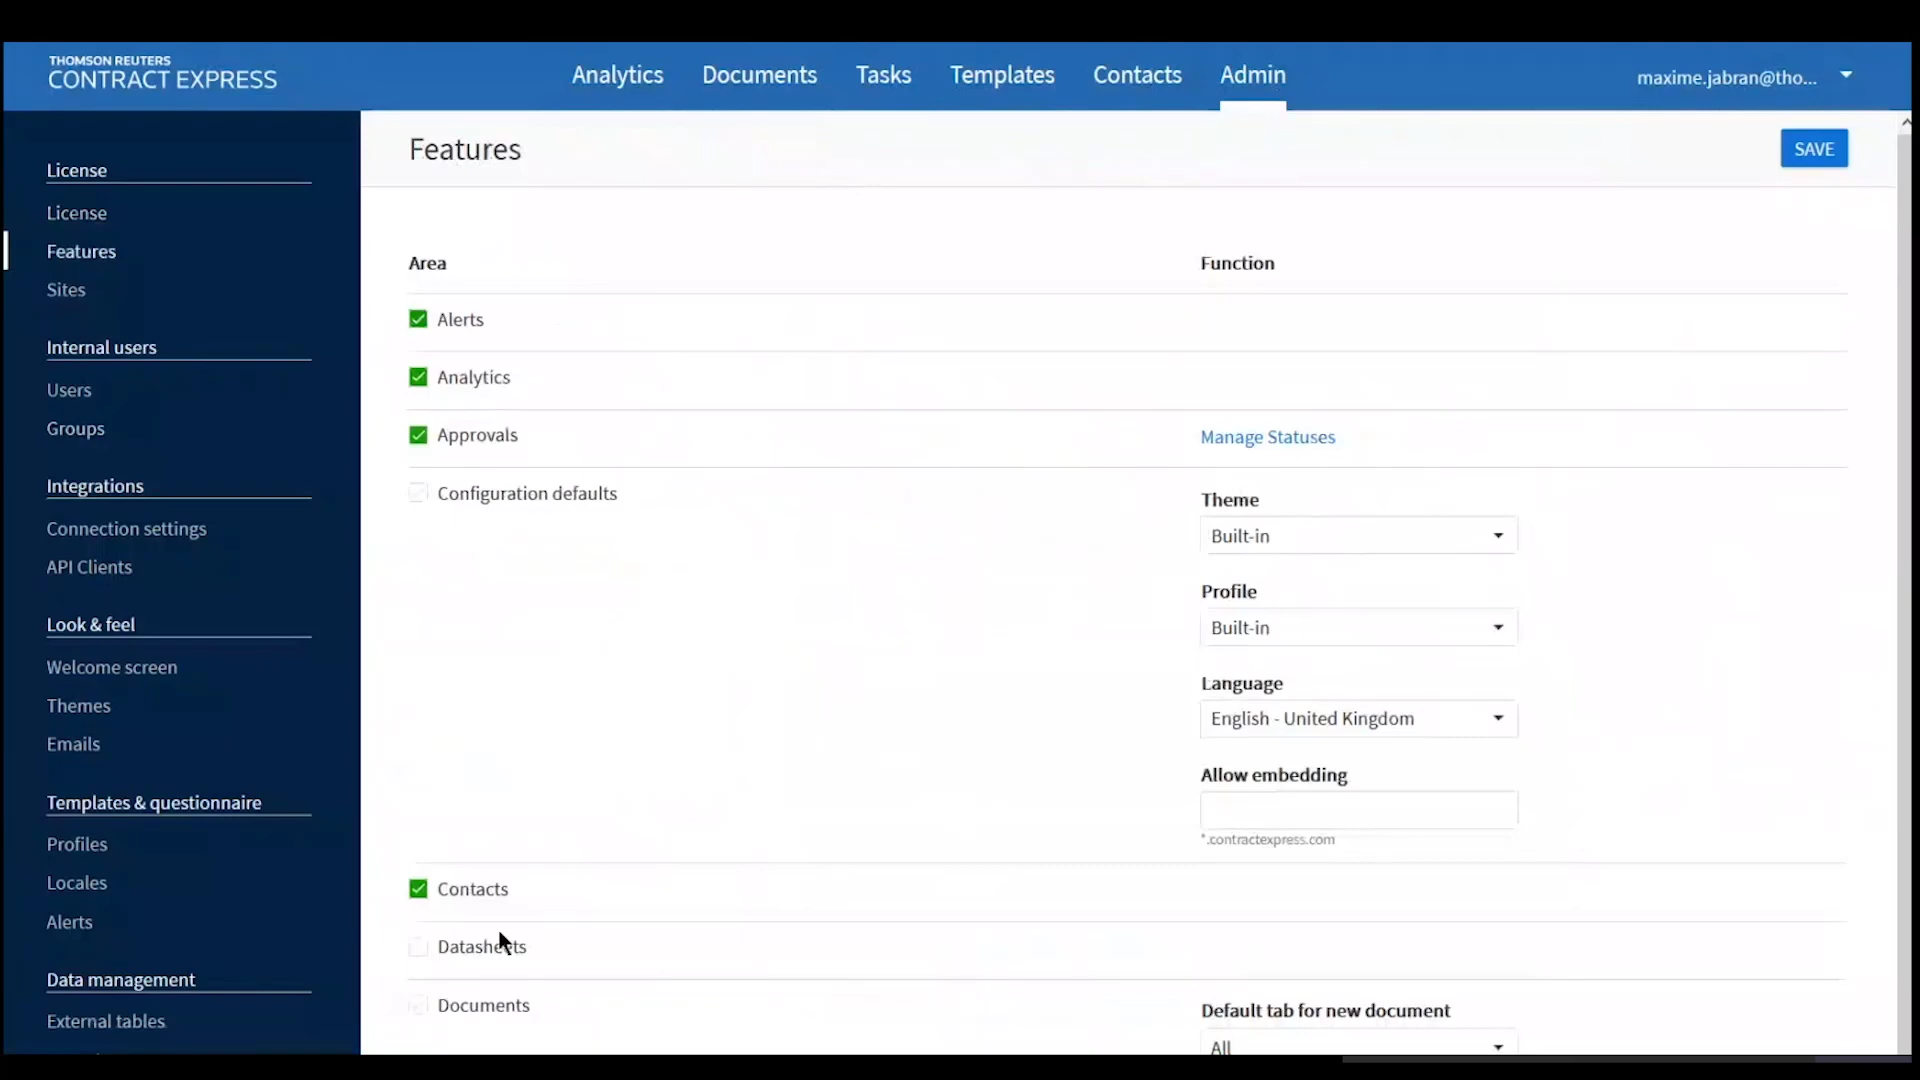 THOMSON REUTERS
CONTRACT EXPRESS
Analytics
Documents
Tasks
Templates
Contacts
Admin
maxime.jabran@tho...
License
License
Features
Sites
Internal users
Users
Groups
Integrations
Connection settings
API Clients
Look & feel
Welcome screen
Themes
Emails
Templates & questionnaire
Profiles
Locales
Alerts
Data management
External tables
Features
SAVE
Area
Function
Alerts
Analytics
Approvals
Manage Statuses
Configuration defaults
Theme
Built-in
Profile
Built-in
Language
English - United Kingdom
Allow embedding
*.contractexpress.com
Contacts
Datasheets
Documents
Default tab for new document
All